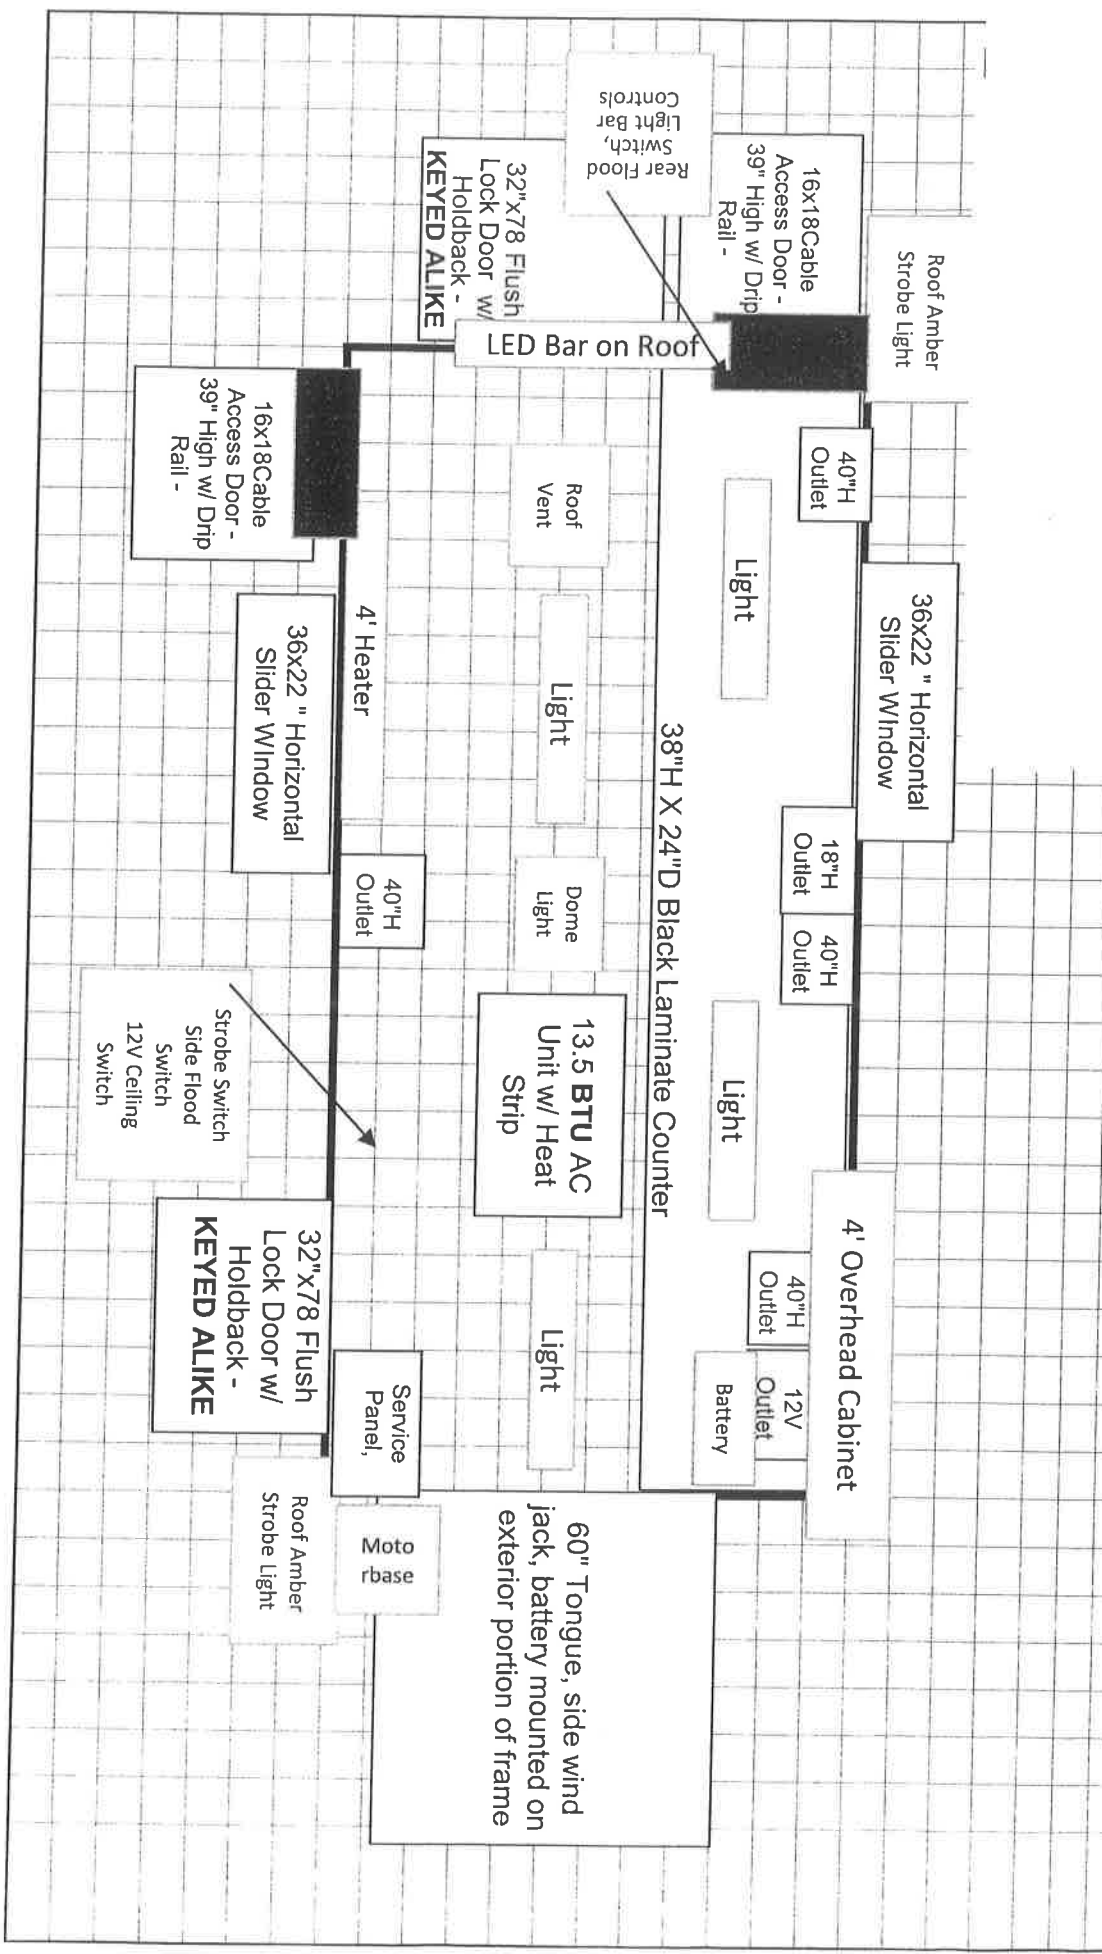 Roof Amber
Strobe Light
16x18Cable
Access Door -
39" High w/ Drip
Rail -
Rear Flood
Switch,
Light Bar
Controls
32"x78 Flush
Lock Door w/
Holdback -
KEYED ALIKE
LED Bar on Roof
40"H
Outlet
36x22 " Horizontal
Slider WIndow
18"H
Outlet
40"H
Outlet
4' Overhead Cabinet
40"H
Outlet
12V
Outlet
Battery
Light
Light
38"H X 24"D Black Laminate Counter
Roof
Vent
Light
Dome
Light
13.5 BTU AC
Unit w/ Heat
Strip
Light
60" Tongue, side wind
jack, battery mounted on
exterior portion of frame
16x18Cable
Access Door -
39" High w/ Drip
Rail -
4' Heater
36x22 " Horizontal
Slider WIndow
40"H
Outlet
Strobe Switch
Side Flood
Switch
12V Ceiling
Switch
32"x78 Flush
Lock Door w/
Holdback -
KEYED ALIKE
Service
Panel,
Moto
rbase
Roof Amber
Strobe Light